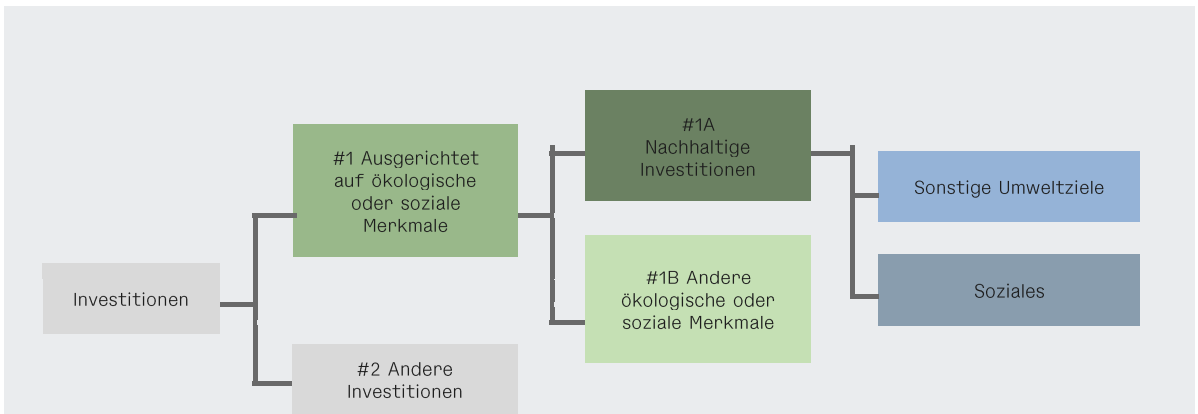 Investitionen
#1 Ausgerichtet
auf ökologische
oder soziale
Merkmale
#2 Andere
Investitionen
#1A
Nachhaltige
Investitionen
#1B Andere
ökologische oder
soziale Merkmale
Sonstige Umweltziele
Soziales